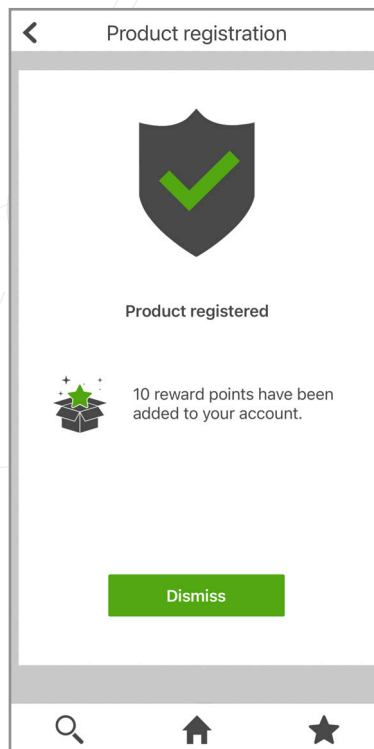 Product registration
Product registered
10 reward points have been
added to your account.
Dismiss